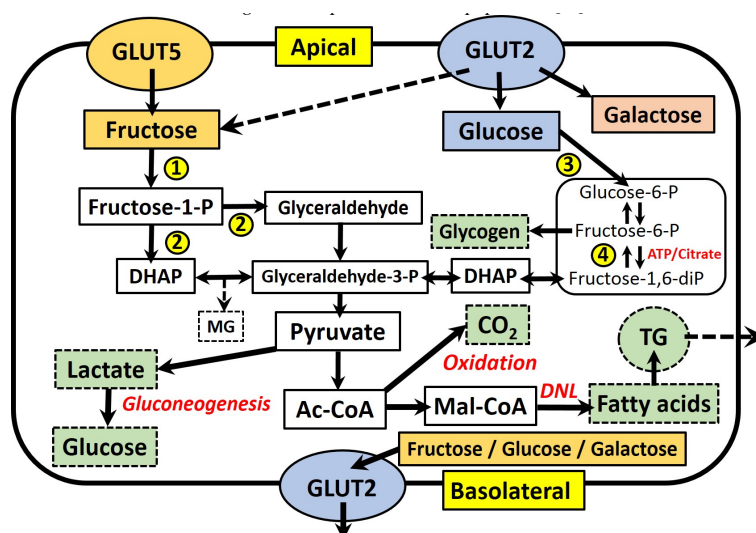 GLUT5
Apical
GLUT2
Fructose
Glucose
Galactose
1
3
Fructose-1-P
2
Glyceraldehyde
Glucose-6-P
Glycogen
Fructose-6-P
2
4
ATP/Citrate
DHAP
Glyceraldehyde-3-P
DHAP
Fructose-1,6-diP
MG
Pyruvate
CO2
TG
Lactate
Oxidation
Gluconeogenesis
Ac-CoA
Mal-CoA
DNL
Fatty acids
Glucose
Fructose / Glucose / Galactose
GLUT2
Basolateral